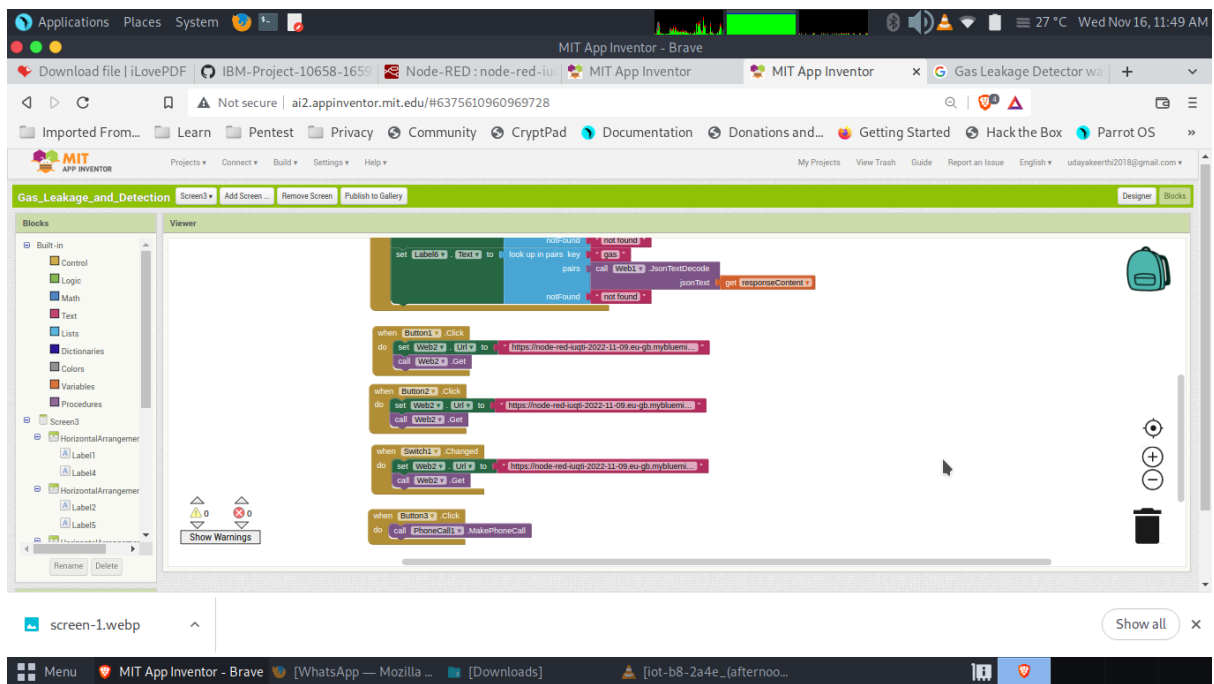 Applications Places System 27 °C Wed Nov 16, 11:49 AM
MIT App Inventor - Brave
Download file | iLovePDF IBM-Project-10658-1659 Node-RED : node-red-iuq MIT App Inventor MIT App Inventor × Gas Leakage Detector wa +
Not secure ai2.appinventor.mit.edu/#6375610960969728
Imported From... Learn Pentest Privacy Community CryptPad Documentation Donations and... Getting Started Hack the Box Parrot OS »
MIT APP INVENTOR Projects Connect Build Settings Help My Projects View Trash Guide Report an Issue English udayakeerthi2018@gmail.com
Gas_Leakage_and_Detection Screen3 Add Screen ... Remove Screen Publish to Gallery Designer Blocks
Blocks Viewer
Built-in
Control
Logic
Math
Text
Lists
Dictionaries
Colors
Variables
Procedures
Screen3
HorizontalArrangemer
Label1
Label4
HorizontalArrangemer
Label2
Label5
Rename Delete
notFound " not found "
set Label6 . Text to look up in pairs key " gas "
pairs call Web1 .JsonTextDecode
jsonText get responseContent
notFound " not found "
when Button1 .Click
do set Web2 . Url to " https://node-red-iuqti-2022-11-09.eu-gb.mybluemi... "
call Web2 .Get
when Button2 .Click
do set Web2 . Url to " https://node-red-iuqti-2022-11-09.eu-gb.mybluemi... "
call Web2 .Get
when Switch1 .Changed
do set Web2 . Url to " https://node-red-iuqti-2022-11-09.eu-gb.mybluemi... "
call Web2 .Get
when Button3 .Click
do call PhoneCall1 .MakePhoneCall
0 0
Show Warnings
screen-1.webp Show all ×
Menu MIT App Inventor - Brave [WhatsApp — Mozilla ... [Downloads] [iot-b8-2a4e_(afternoo...